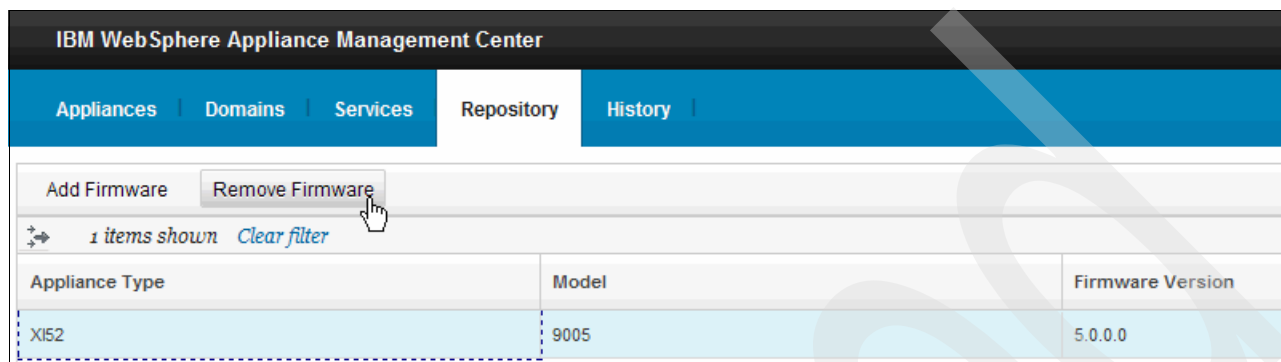 IBM WebSphere Appliance Management Center
Appliances Domains Services Repository History
Add Firmware Remove Firmware
1 items shown Clear filter
Appliance Type Model Firmware Version
XI52 9005 5.0.0.0